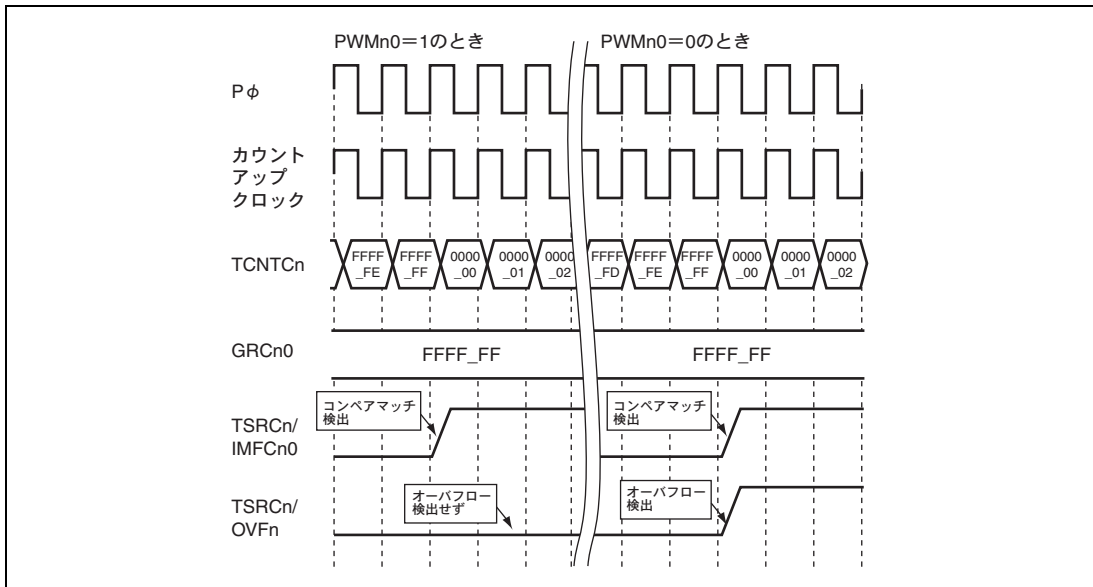 PWMn0=1のとき
PWMn0=0のとき
Pφ
カウント
アップ
クロック
TCNTCn
FFFF
_FE
FFFF
_FF
0000
_00
0000
_01
0000
_02
FFFF
_FD
FFFF
_FE
FFFF
_FF
0000
_00
0000
_01
0000
_02
GRCn0
FFFF_FF
FFFF_FF
コンペアマッチ
検出
コンペアマッチ
検出
TSRCn/
IMFCn0
オーバフロー
検出せず
オーバフロー
検出
TSRCn/
OVFn